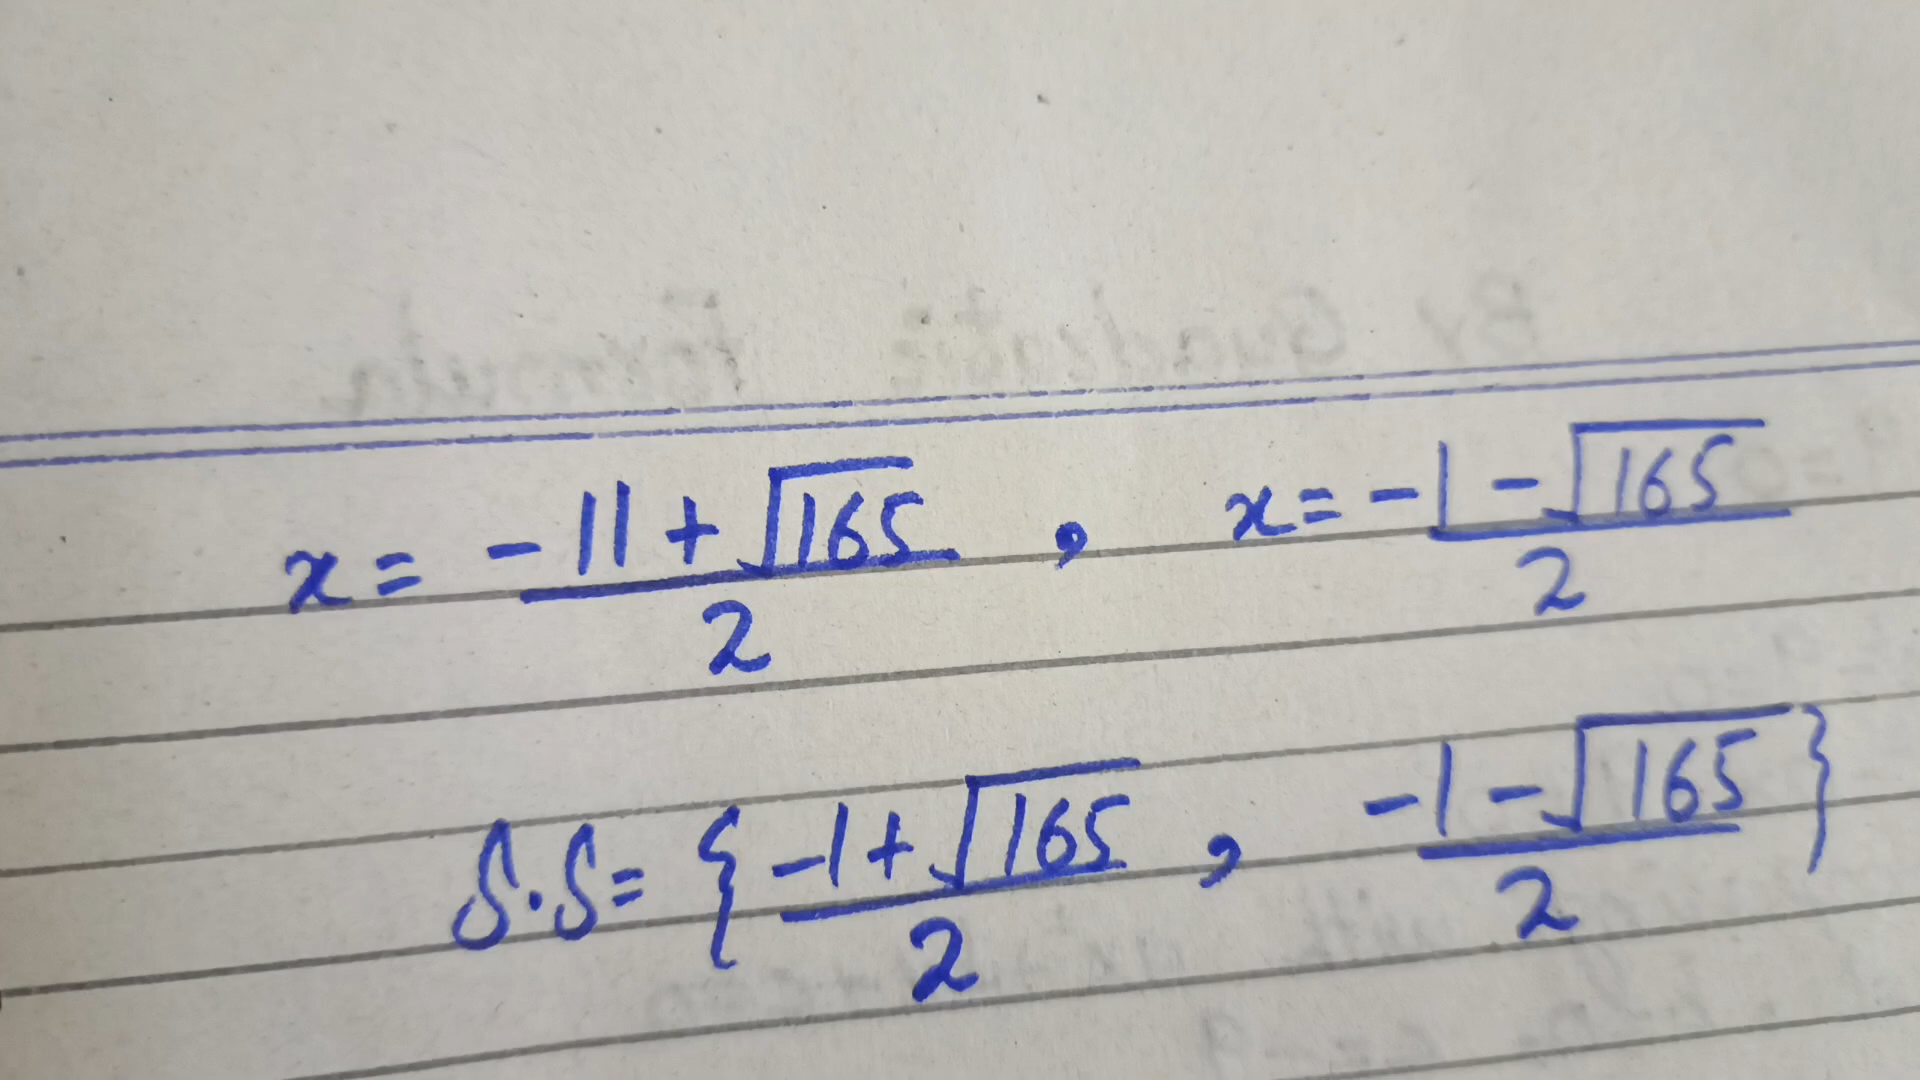 x = (-11 + √165)/2 , x = (-1 - √165)/2
S.S = { (-1 + √165)/2 , (-1 - √165)/2 }